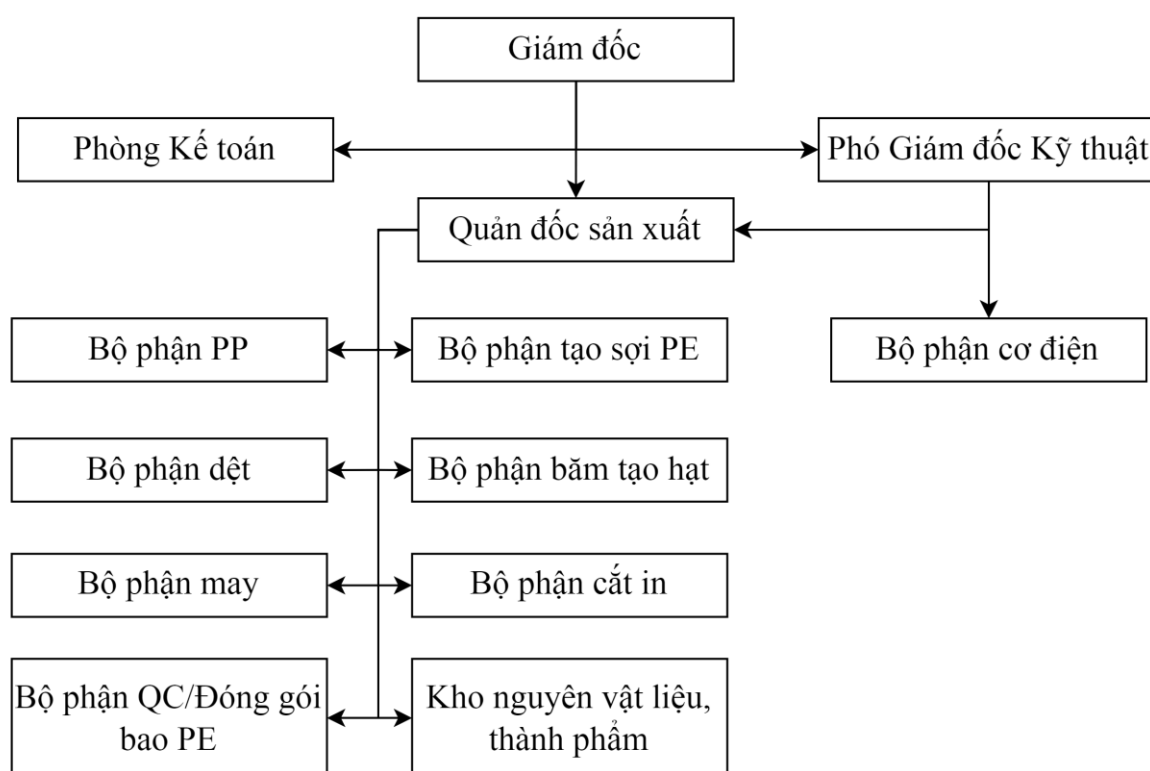 Giám đốc
Phòng Kế toán
Phó Giám đốc Kỹ thuật
Quản đốc sản xuất
Bộ phận PP
Bộ phận tạo sợi PE
Bộ phận cơ điện
Bộ phận dệt
Bộ phận băm tạo hạt
Bộ phận may
Bộ phận cắt in
Bộ phận QC/Đóng gói
bao PE
Kho nguyên vật liệu,
thành phẩm